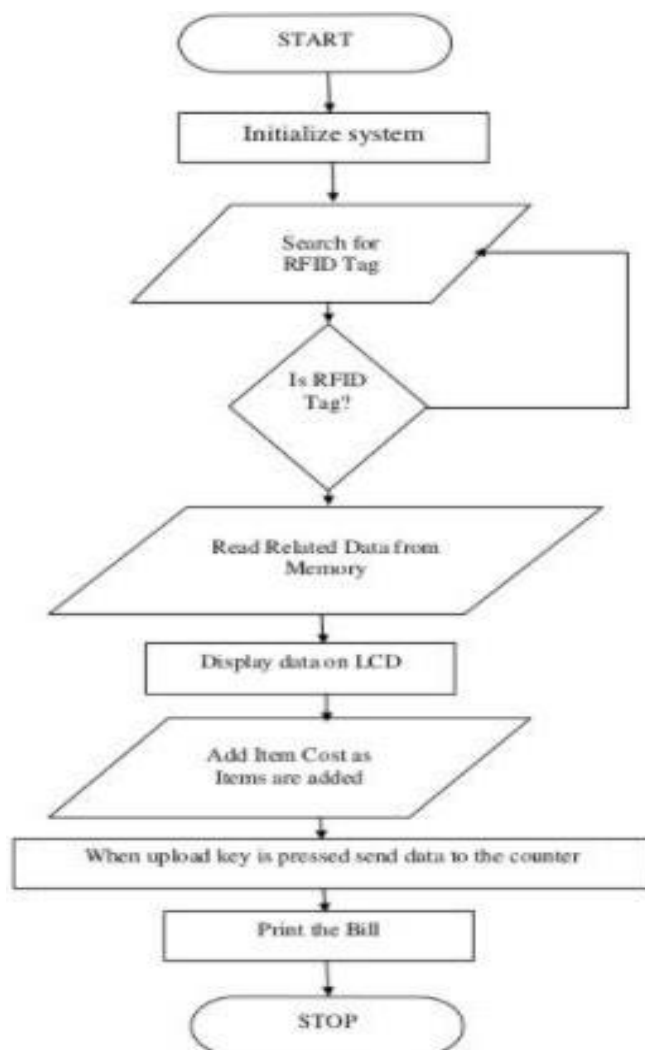 START
Initialize system
Search for
RFID Tag
Is RFID
Tag?
Read Related Data from
Memory
Display data on LCD
Add Item Cost as
Items are added
When upload key is pressed send data to the counter
Print the Bill
STOP